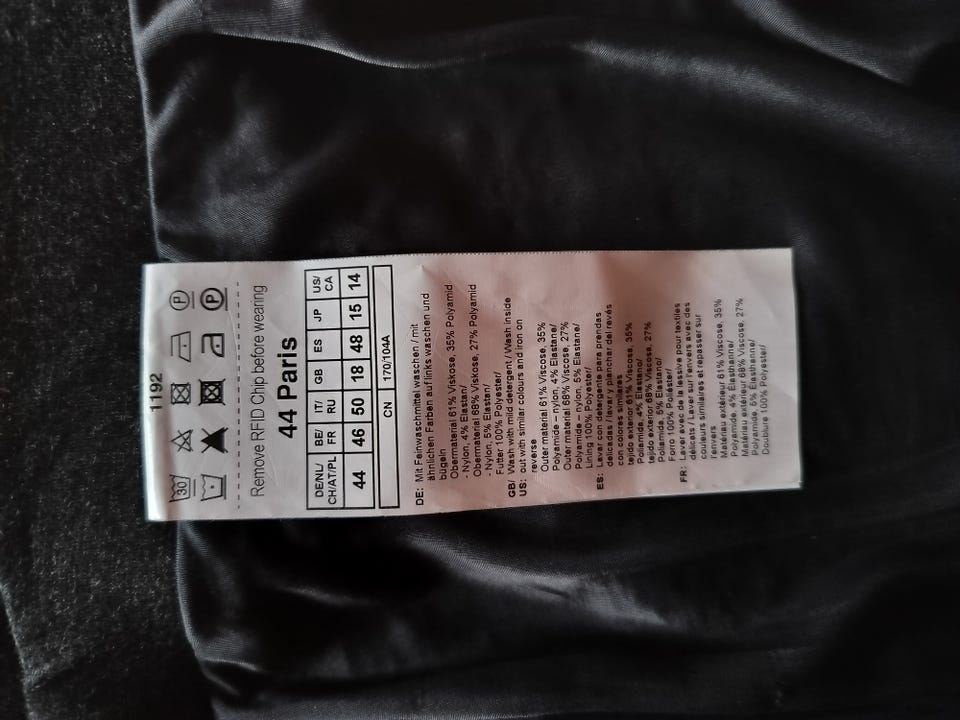 1192
30 P
P
Remove RFID Chip before wearing
44 Paris
DE/NL/ BE/ IT/ GB ES JP US/
CH/AT/PL FR RU CA
44 46 50 18 48 15 14
CN 170/104A
DE: Mit Feinwaschmittel waschen / mit
ähnlichen Farben auf links waschen und
bügeln
Obermaterial 61% Viskose, 35% Polyamid
- Nylon, 4% Elastan/
Obermaterial 68% Viskose, 27% Polyamid
- Nylon, 5% Elastan/
Futter 100% Polyester/
GB/ Wash with mild detergent / Wash inside
US: out with similar colours and iron on
reverse
Outer material 61% Viscose, 35%
Polyamide – nylon, 4% Elastane/
Outer material 68% Viscose, 27%
Polyamide - nylon, 5% Elastane/
Lining 100% Polyester/
ES: Lavar con detergente para prendas
delicadas / lavar y planchar del revés
con colores similares
tejido exterior 61% Viscosa, 35%
Poliamida, 4% Elastano/
tejido exterior 68% Viscosa, 27%
Poliamida, 5% Elastano/
Forro 100% Poliéster/
FR: Laver avec de la lessive pour textiles
délicats / Laver sur l'envers avec des
couleurs similaires et repasser sur
l'envers
Matériau extérieur 61% Viscose, 35%
Polyamide, 4% Elasthanne/
Matériau extérieur 68% Viscose, 27%
Polyamide, 5% Elasthanne/
Doublure 100% Polyester/